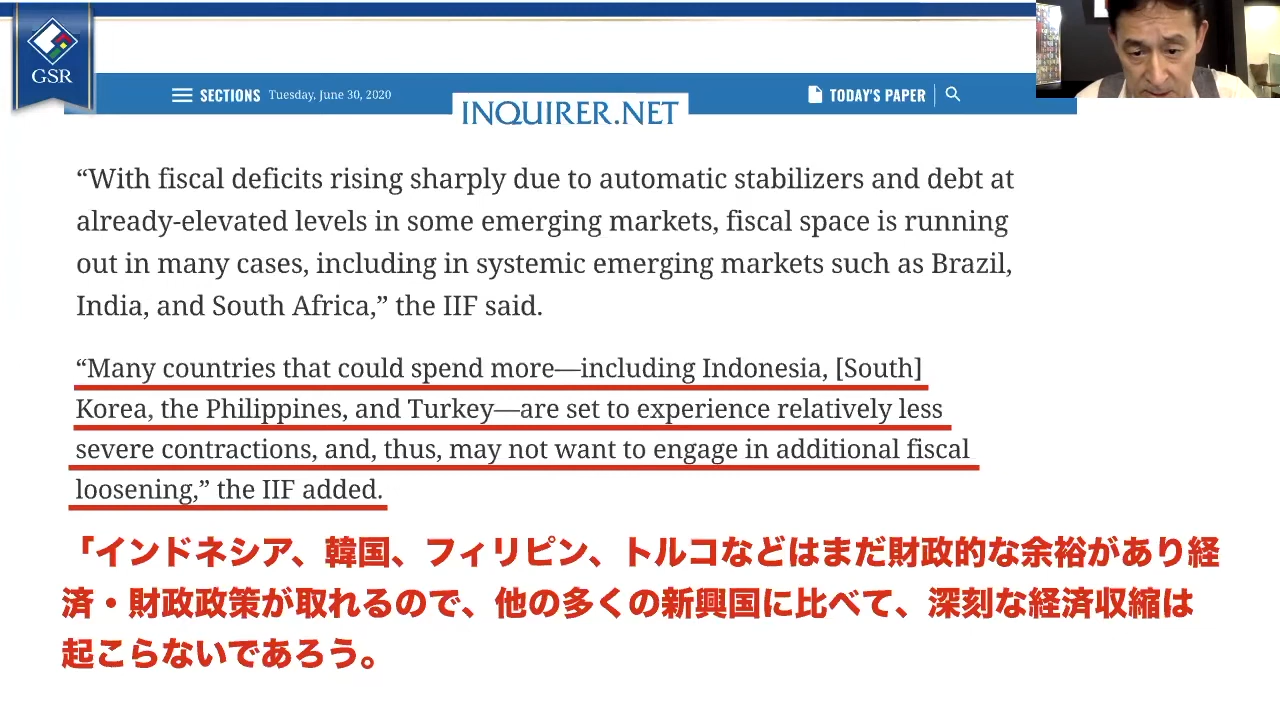 GSR
SECTIONS Tuesday, June 30, 2020
INQUIRER.NET
TODAY'S PAPER
“With fiscal deficits rising sharply due to automatic stabilizers and debt at
already-elevated levels in some emerging markets, fiscal space is running
out in many cases, including in systemic emerging markets such as Brazil,
India, and South Africa,” the IIF said.
“Many countries that could spend more—including Indonesia, [South]
Korea, the Philippines, and Turkey—are set to experience relatively less
severe contractions, and, thus, may not want to engage in additional fiscal
loosening,” the IIF added.
「インドネシア、韓国、フィリピン、トルコなどはまだ財政的な余裕があり経
済・財政政策が取れるので、他の多くの新興国に比べて、深刻な経済収縮は
起こらないであろう。